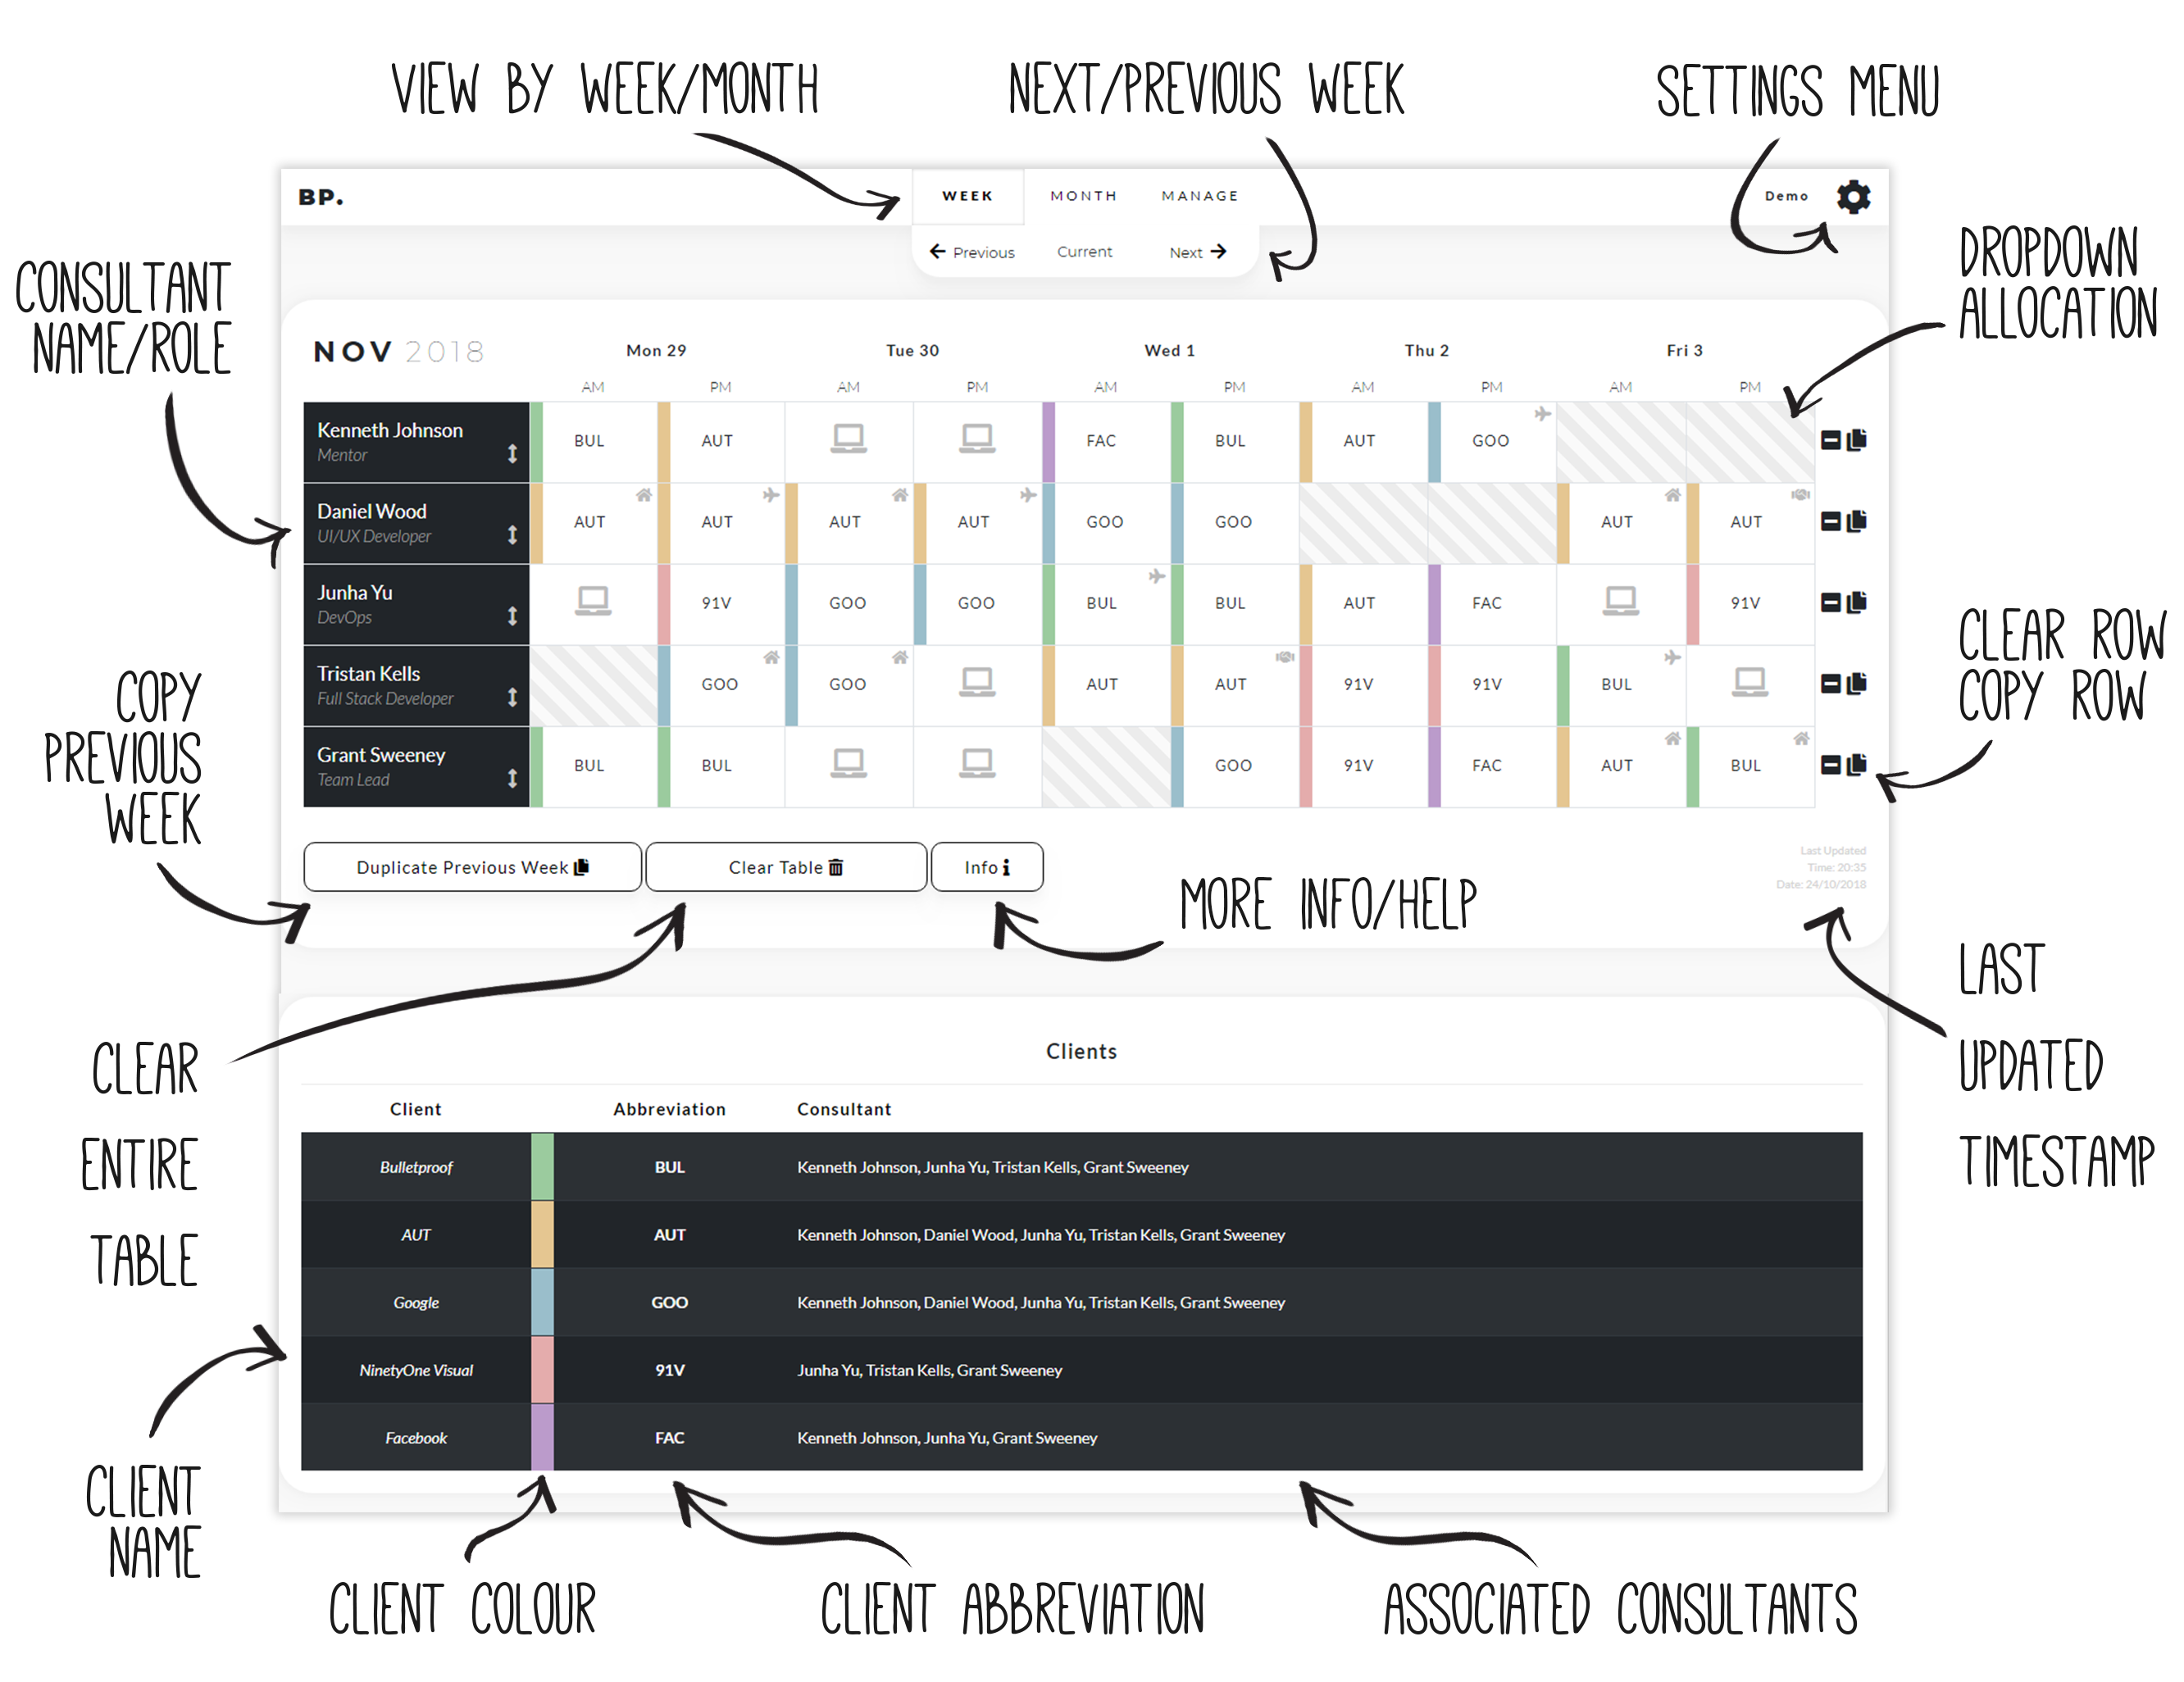 VIEW BY WEEK/MONTH
NEXT/PREVIOUS WEEK
SETTINGS MENU
BP.
WEEK MONTH MANAGE
Demo
Previous Current Next
CONSULTANT
NAME/ROLE
DROPDOWN
ALLOCATION
NOV 2018 Mon 29 Tue 30 Wed 1 Thu 2 Fri 3
AM PM AM PM AM PM AM PM AM PM
Kenneth Johnson
Mentor
BUL AUT FAC BUL AUT GOO
Daniel Wood
UI/UX Developer
AUT AUT AUT AUT GOO GOO AUT AUT
Junha Yu
DevOps
91V GOO GOO BUL BUL AUT FAC 91V
Tristan Kells
Full Stack Developer
GOO GOO AUT AUT 91V 91V BUL
Grant Sweeney
Team Lead
BUL BUL GOO 91V FAC AUT BUL
CLEAR ROW
COPY ROW
COPY
PREVIOUS
WEEK
Duplicate Previous Week Clear Table Info
Last Updated
Time: 20:35
Date: 24/10/2018
MORE INFO/HELP
LAST
UPDATED
TIMESTAMP
CLEAR
ENTIRE
TABLE
Clients
Client Abbreviation Consultant
Bulletproof BUL Kenneth Johnson, Junha Yu, Tristan Kells, Grant Sweeney
AUT AUT Kenneth Johnson, Daniel Wood, Junha Yu, Tristan Kells, Grant Sweeney
Google GOO Kenneth Johnson, Daniel Wood, Junha Yu, Tristan Kells, Grant Sweeney
NinetyOne Visual 91V Junha Yu, Tristan Kells, Grant Sweeney
Facebook FAC Kenneth Johnson, Junha Yu, Grant Sweeney
CLIENT
NAME
CLIENT COLOUR
CLIENT ABBREVIATION
ASSOCIATED CONSULTANTS